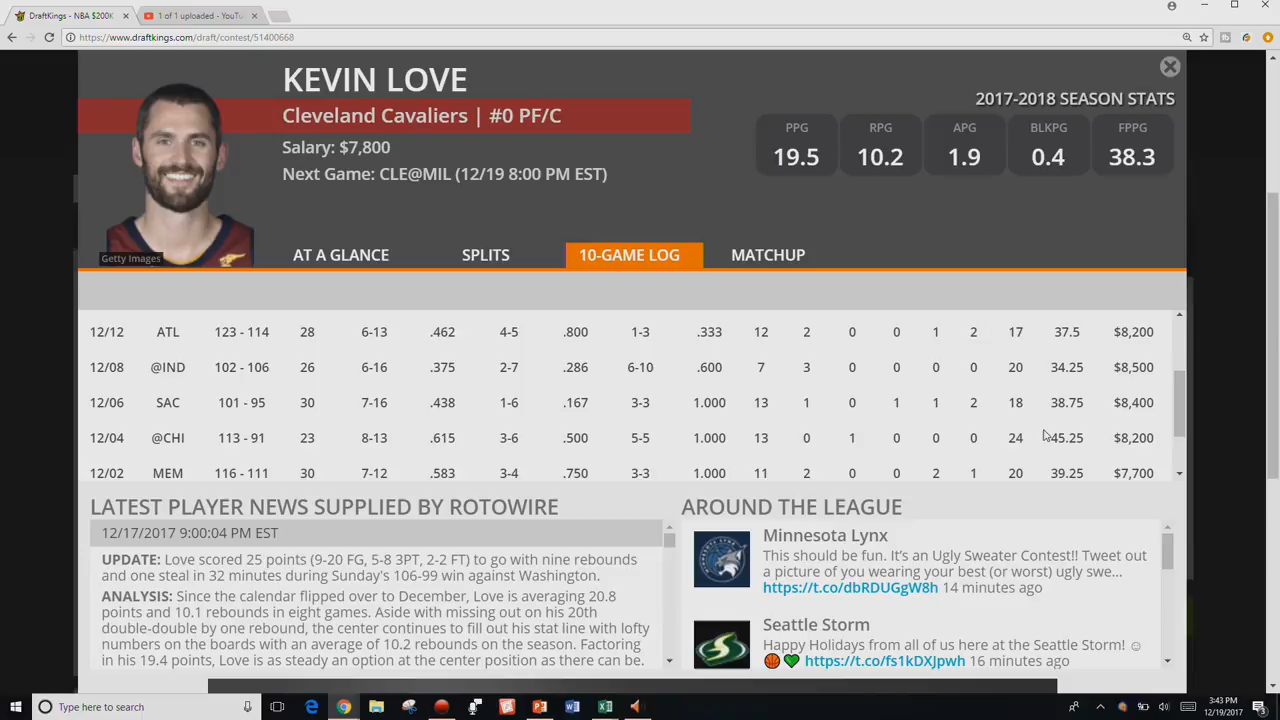 DraftKings - NBA $200K
1 of 1 uploaded - YouTu
https://www.draftkings.com/draft/contest/51400668
KEVIN LOVE
Cleveland Cavaliers | #0 PF/C
Salary: $7,800
Next Game: CLE@MIL (12/19 8:00 PM EST)
Getty Images
2017-2018 SEASON STATS
PPG RPG APG BLKPG FPPG
19.5 10.2 1.9 0.4 38.3
AT A GLANCE SPLITS 10-GAME LOG MATCHUP
12/12 ATL 123 - 114 28 6-13 .462 4-5 .800 1-3 .333 12 2 0 0 1 2 17 37.5 $8,200
12/08 @IND 102 - 106 26 6-16 .375 2-7 .286 6-10 .600 7 3 0 0 0 0 20 34.25 $8,500
12/06 SAC 101 - 95 30 7-16 .438 1-6 .167 3-3 1.000 13 1 0 1 1 2 18 38.75 $8,400
12/04 @CHI 113 - 91 23 8-13 .615 3-6 .500 5-5 1.000 13 0 1 0 0 0 24 45.25 $8,200
12/02 MEM 116 - 111 30 7-12 .583 3-4 .750 3-3 1.000 11 2 0 0 2 1 20 39.25 $7,700
LATEST PLAYER NEWS SUPPLIED BY ROTOWIRE
12/17/2017 9:00:04 PM EST
UPDATE: Love scored 25 points (9-20 FG, 5-8 3PT, 2-2 FT) to go with nine rebounds
and one steal in 32 minutes during Sunday's 106-99 win against Washington.
ANALYSIS: Since the calendar flipped over to December, Love is averaging 20.8
points and 10.1 rebounds in eight games. Aside with missing out on his 20th
double-double by one rebound, the center continues to fill out his stat line with lofty
numbers on the boards with an average of 10.2 rebounds on the season. Factoring
in his 19.4 points, Love is as steady an option at the center position as there can be.
AROUND THE LEAGUE
Minnesota Lynx
This should be fun. It's an Ugly Sweater Contest!! Tweet out
a picture of you wearing your best (or worst) ugly swe...
https://t.co/dbRDUGgW8h 14 minutes ago
Seattle Storm
Happy Holidays from all of us here at the Seattle Storm! ☺
🏀💚 https://t.co/fs1kDXJpwh 16 minutes ago
Type here to search
3:43 PM
12/19/2017